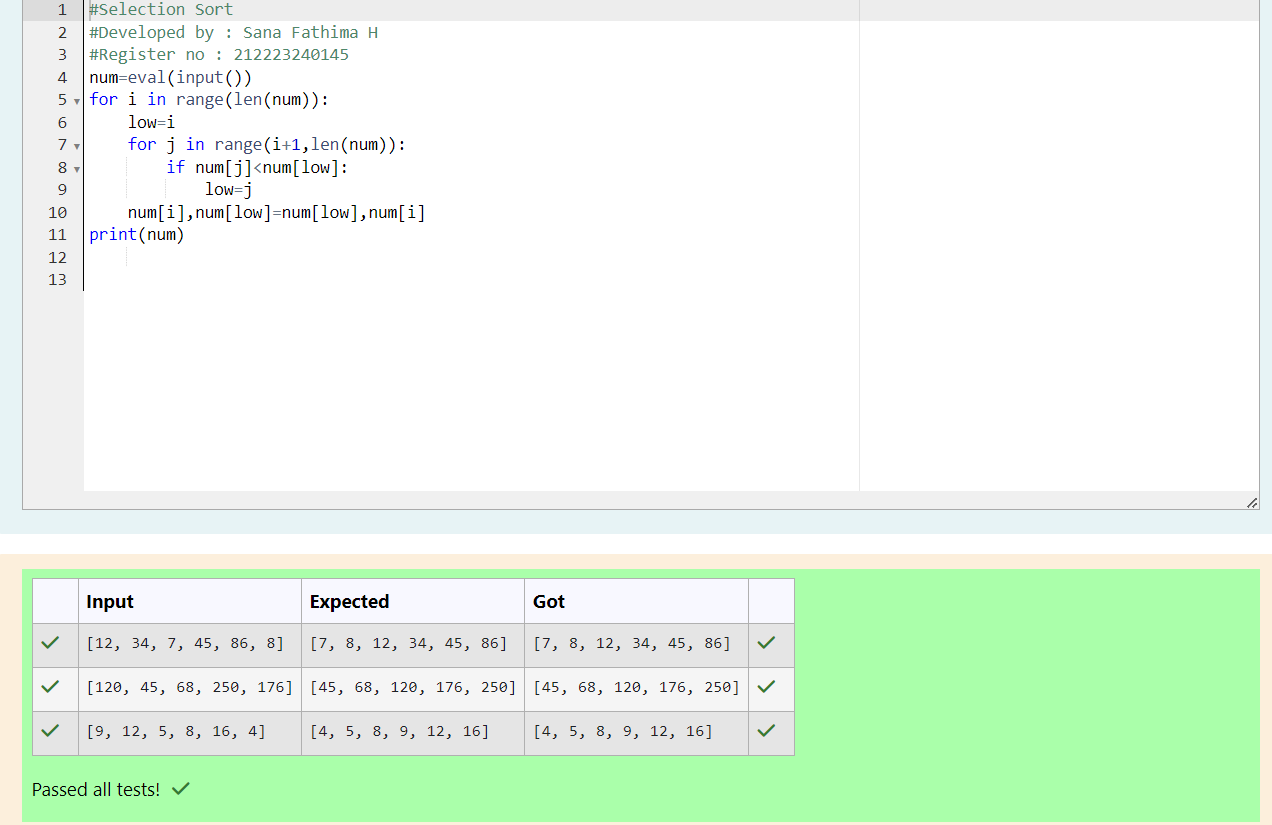 1 #Selection Sort
2 #Developed by : Sana Fathima H
3 #Register no : 212223240145
4 num=eval(input())
5 for i in range(len(num)):
6     low=i
7     for j in range(i+1,len(num)):
8         if num[j]<num[low]:
9             low=j
10     num[i],num[low]=num[low],num[i]
11 print(num)
12
13
Input Expected Got
[12, 34, 7, 45, 86, 8] [7, 8, 12, 34, 45, 86] [7, 8, 12, 34, 45, 86]
[120, 45, 68, 250, 176] [45, 68, 120, 176, 250] [45, 68, 120, 176, 250]
[9, 12, 5, 8, 16, 4] [4, 5, 8, 9, 12, 16] [4, 5, 8, 9, 12, 16]
Passed all tests!